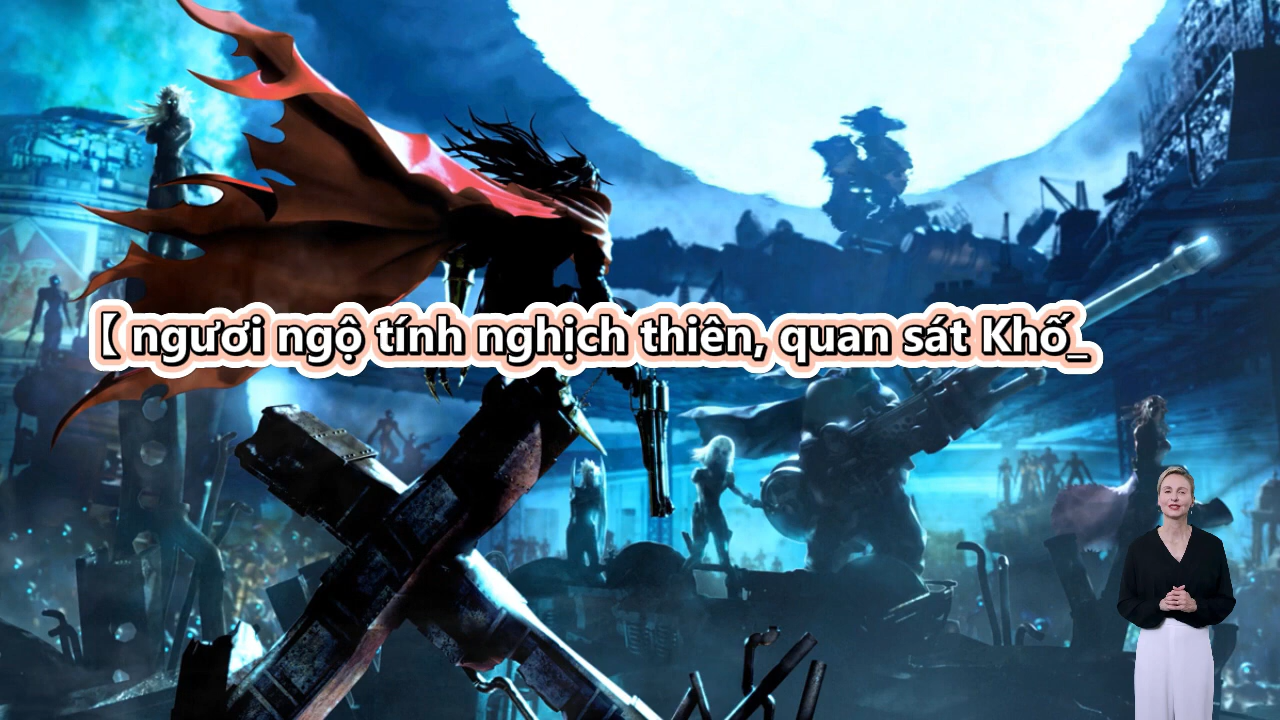 【 ngươi ngộ tính nghịch thiên, quan sát Khố_